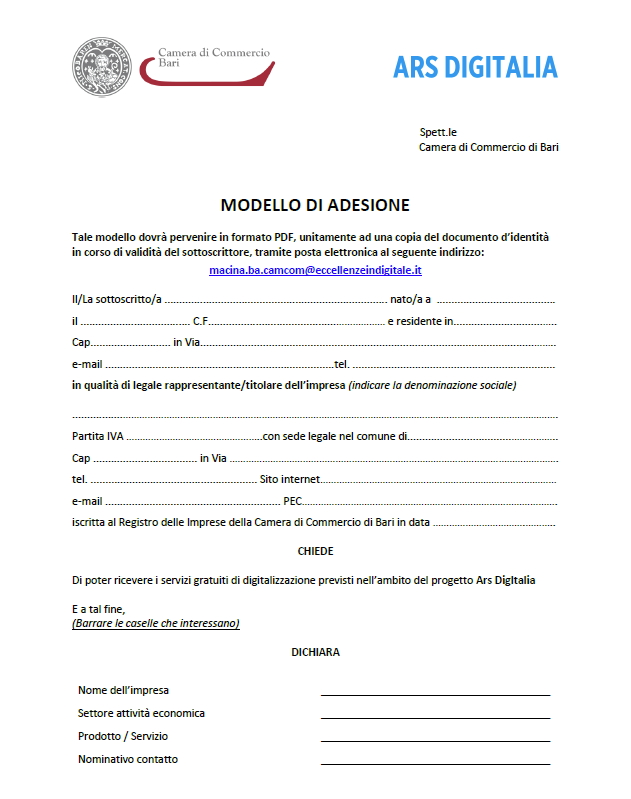 Camera di Commercio
Bari
ARS DIGITALIA
Spett.le
Camera di Commercio di Bari
MODELLO DI ADESIONE
Tale modello dovrà pervenire in formato PDF, unitamente ad una copia del documento d'identità
in corso di validità del sottoscrittore, tramite posta elettronica al seguente indirizzo:
macina.ba.camcom@eccellenzeindigitale.it
Il/La sottoscritto/a ........................................................................ nato/a a ......................................
il .................................... C.F......................................................... e residente in.................................
Cap.......................... in Via..................................................................................................................
e-mail ..........................................................................tel. .................................................................
in qualità di legale rappresentante/titolare dell'impresa (indicare la denominazione sociale)
..............................................................................................................................................................
Partita IVA ............................................con sede legale nel comune di................................................
Cap ................................. in Via ..........................................................................................................
tel. ...................................................... Sito internet............................................................................
e-mail ......................................................... PEC..................................................................................
iscritta al Registro delle Imprese della Camera di Commercio di Bari in data .......................................
CHIEDE
Di poter ricevere i servizi gratuiti di digitalizzazione previsti nell'ambito del progetto Ars DigItalia
E a tal fine,
(Barrare le caselle che interessano)
DICHIARA
Nome dell'impresa ______________________________________
Settore attività economica ______________________________________
Prodotto / Servizio ______________________________________
Nominativo contatto ______________________________________